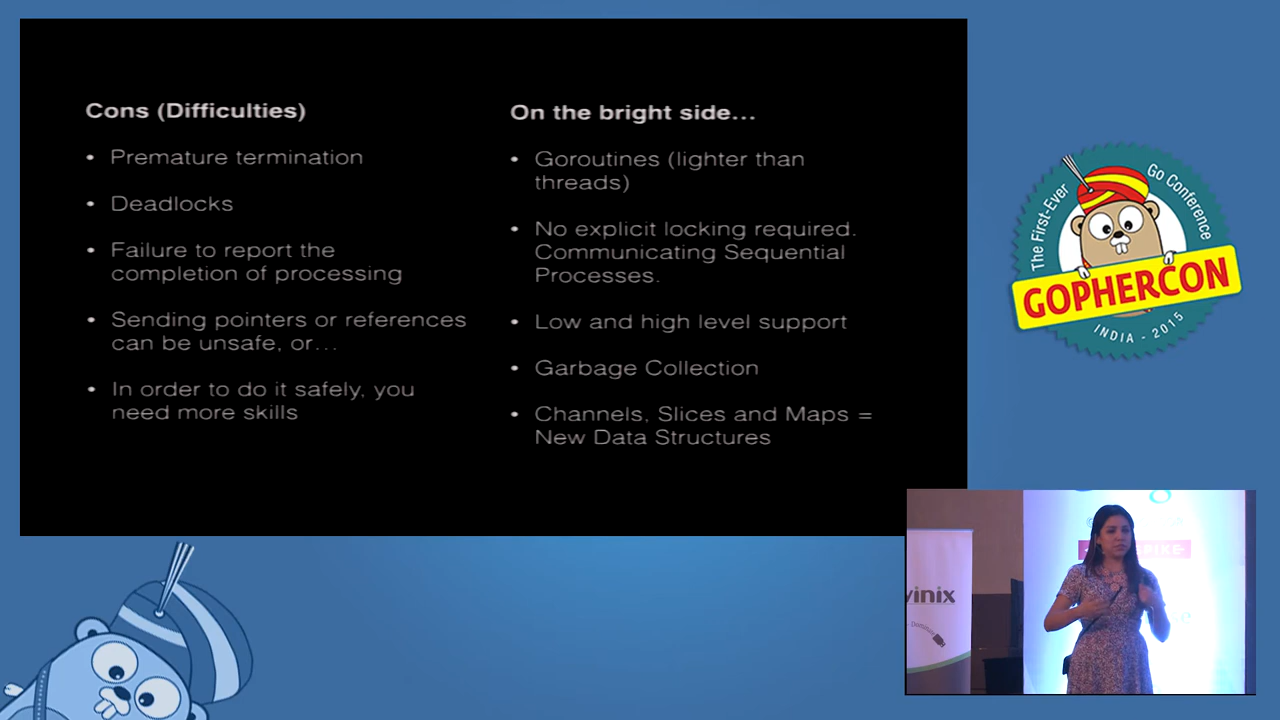 Cons (Difficulties)
• Premature termination
• Deadlocks
• Failure to report the
completion of processing
• Sending pointers or references
can be unsafe, or...
• In order to do it safely, you
need more skills
On the bright side...
• Goroutines (lighter than
threads)
• No explicit locking required.
Communicating Sequential
Processes.
• Low and high level support
• Garbage Collection
• Channels, Slices and Maps =
New Data Structures
The First-Ever
Go Conference
GOPHERCON
INDIA - 2015